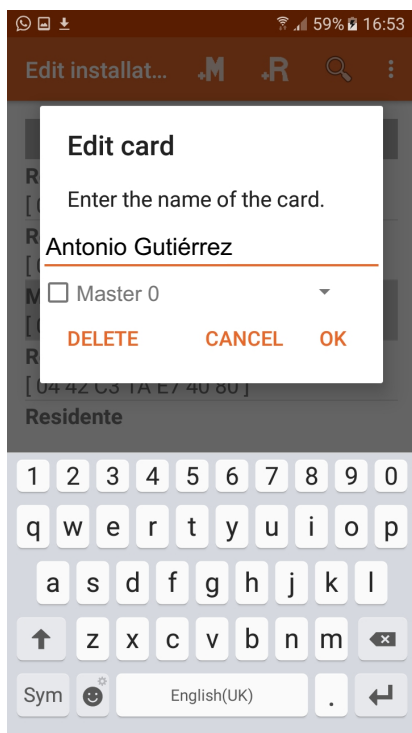 59% 16:53
Edit installat... +M +R
Edit card
Enter the name of the card.
Antonio Gutiérrez
Master 0
DELETE CANCEL OK
[ 04 42 C3 1A E7 40 80 ]
Residente
1 2 3 4 5 6 7 8 9 0
q w e r t y u i o p
a s d f g h j k l
z x c v b n m
Sym English(UK) .